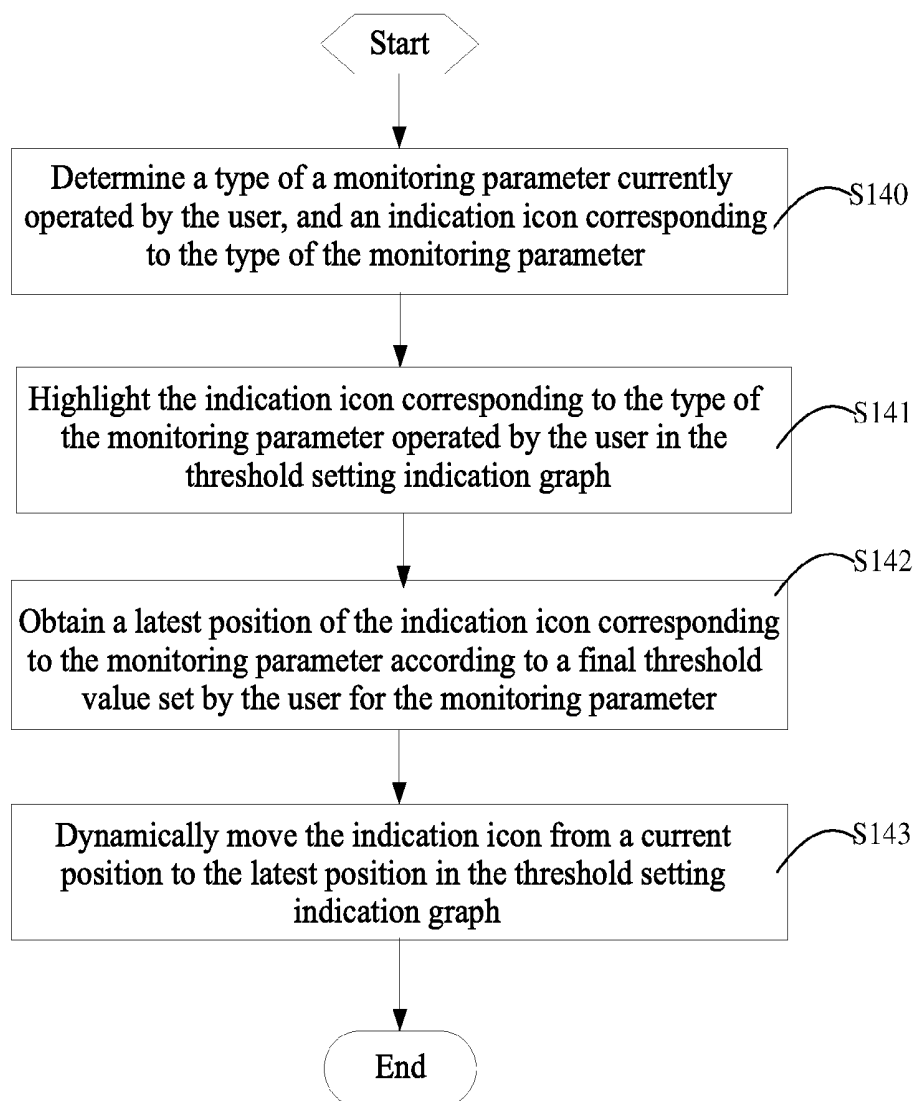 Start
Determine a type of a monitoring parameter currently
operated by the user, and an indication icon corresponding
to the type of the monitoring parameter
S140
Highlight the indication icon corresponding to the type of
the monitoring parameter operated by the user in the
threshold setting indication graph
S141
Obtain a latest position of the indication icon corresponding
to the monitoring parameter according to a final threshold
value set by the user for the monitoring parameter
S142
Dynamically move the indication icon from a current
position to the latest position in the threshold setting
indication graph
S143
End